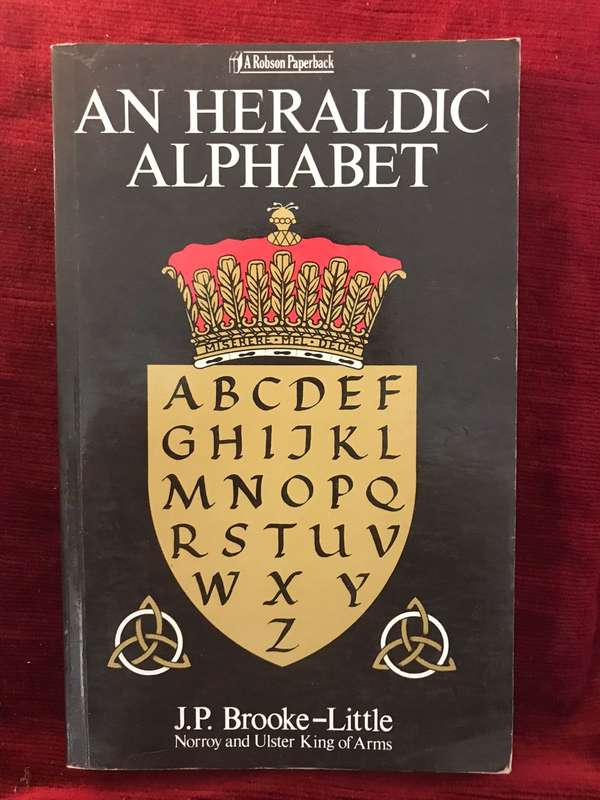 A Robson Paperback
AN HERALDIC
ALPHABET
MISERERE·MEI·DEUS
ABCDEF
GHIJKL
MNOPQ
RSTUV
WXY
Z
J.P. Brooke–Little
Norroy and Ulster King of Arms